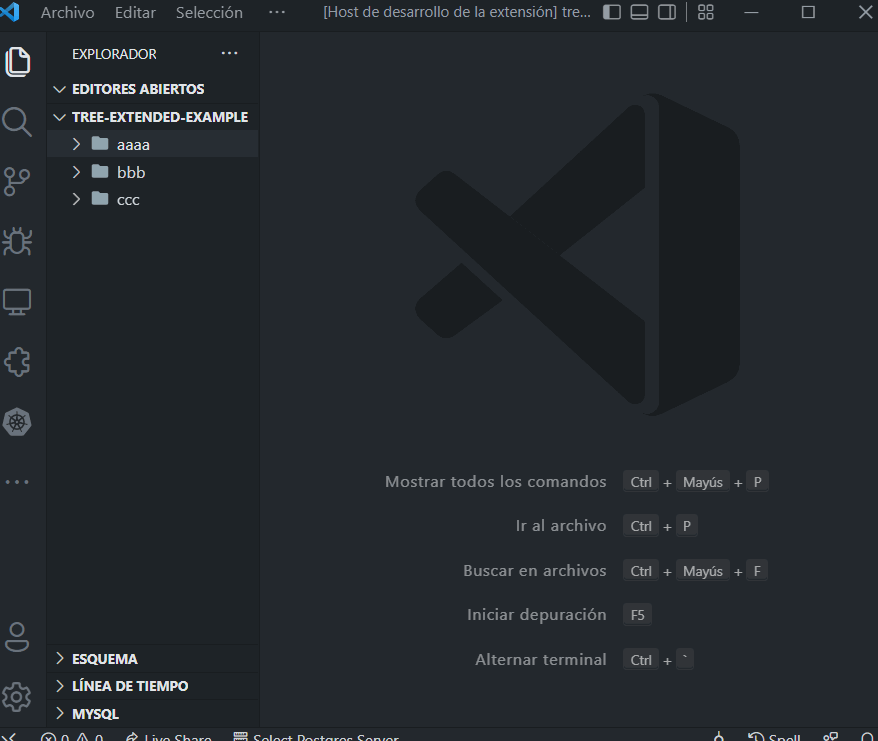 Archivo Editar Selección ··· [Host de desarrollo de la extensión] tre...
EXPLORADOR ···
EDITORES ABIERTOS
TREE-EXTENDED-EXAMPLE
aaaa
bbb
ccc
Mostrar todos los comandos Ctrl + Mayús + P
Ir al archivo Ctrl + P
Buscar en archivos Ctrl + Mayús + F
Iniciar depuración F5
Alternar terminal Ctrl + `
ESQUEMA
LÍNEA DE TIEMPO
MYSQL
0 0 Live Share Select Postgres Server Spell